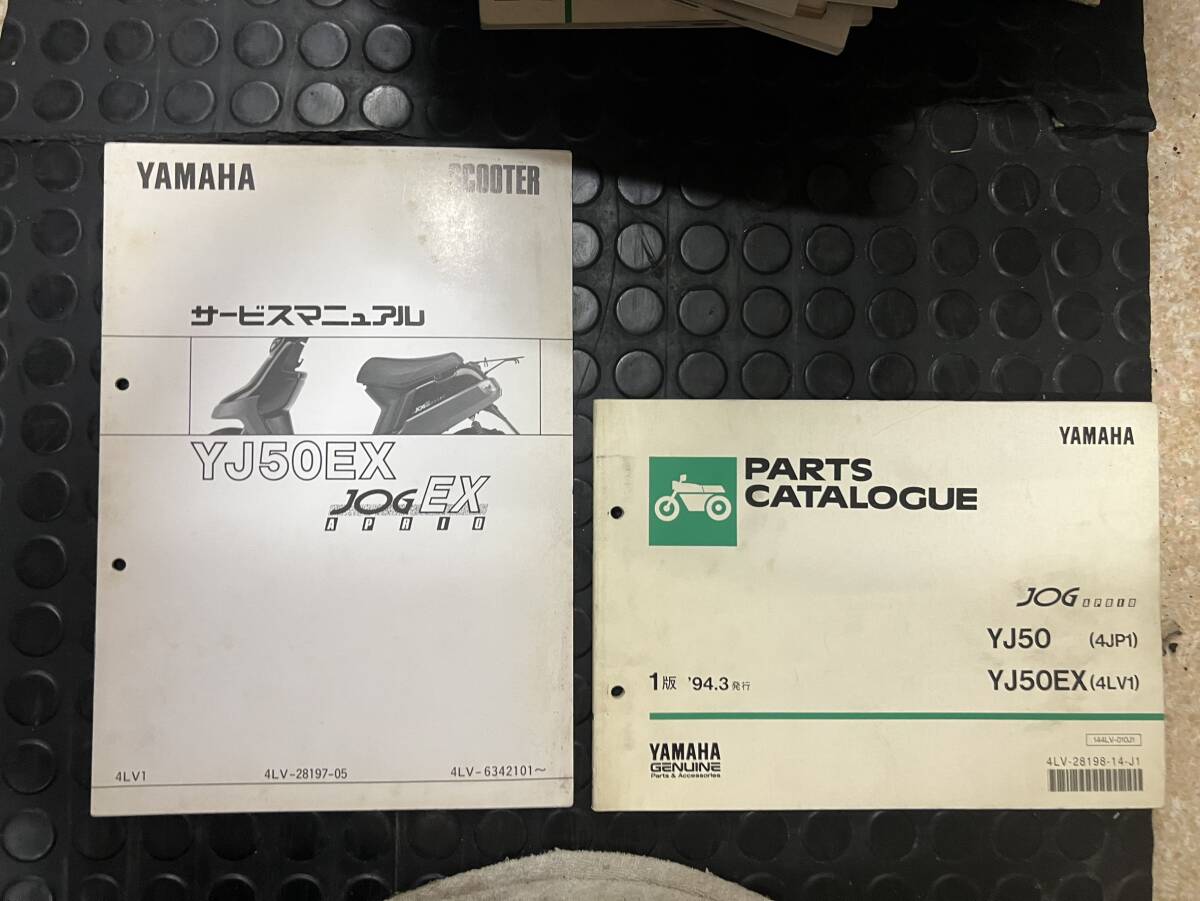 YAMAHA
SCOOTER
サービスマニュアル
YJ50EX
JOG EX
APRIO
4LV1
4LV-28197-05
4LV-6342101～
YAMAHA
PARTS
CATALOGUE
JOG APRIO
YJ50 (4JP1)
YJ50EX (4LV1)
1版 '94.3 発行
144LV-010J1
YAMAHA
GENUINE
Parts & Accessories
4LV-28198-14-J1